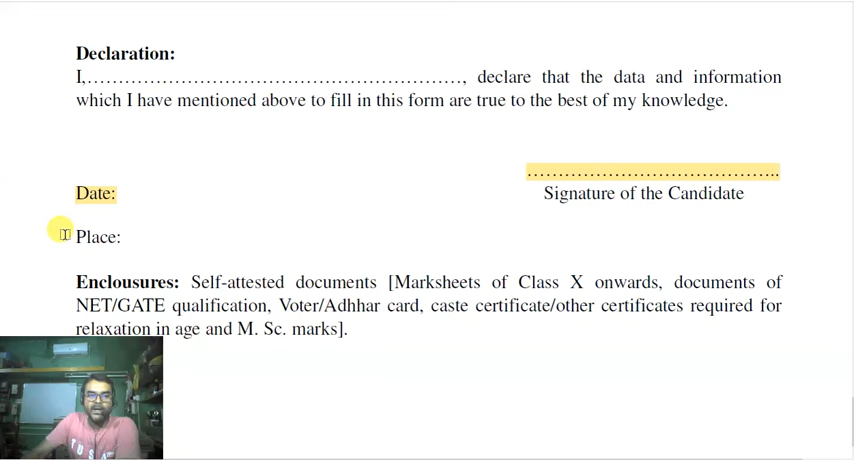 Declaration:
I,…………………………………………………, declare that the data and information
which I have mentioned above to fill in this form are true to the best of my knowledge.
………………………………..
Date:
Signature of the Candidate
Place:
Enclousures: Self-attested documents [Marksheets of Class X onwards, documents of
NET/GATE qualification, Voter/Adhhar card, caste certificate/other certificates required for
relaxation in age and M. Sc. marks].